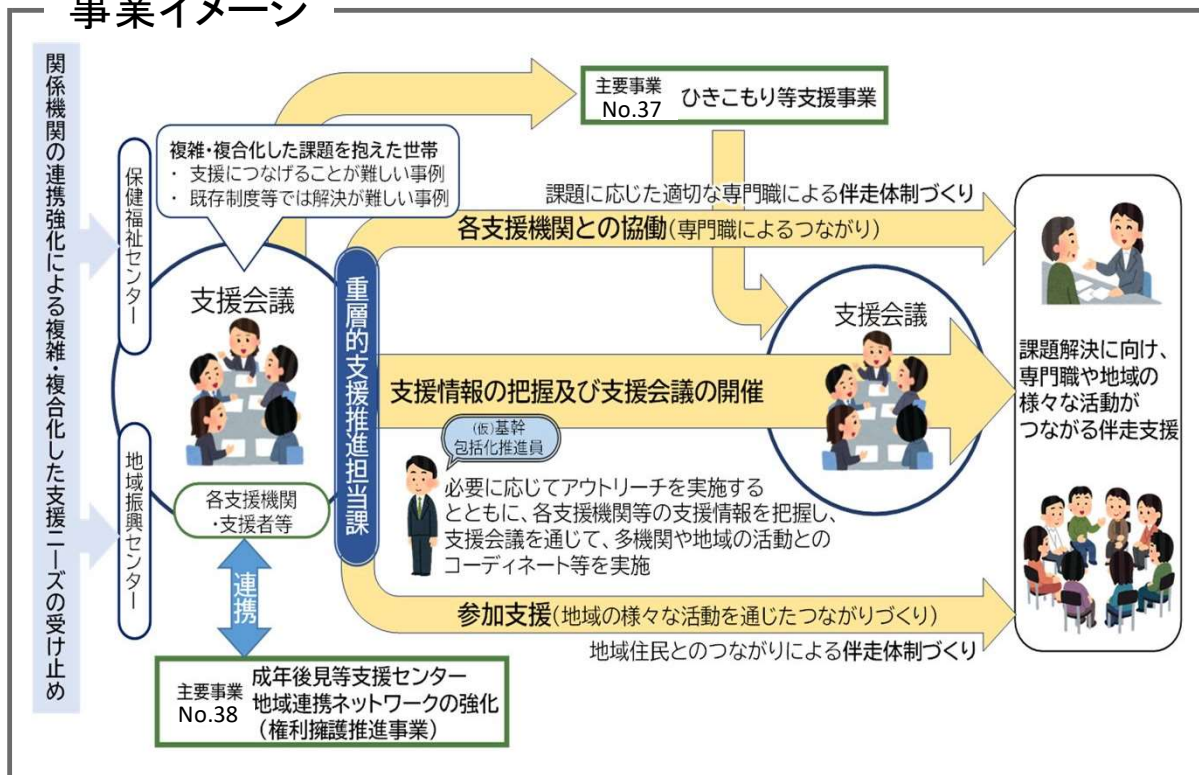 事業イメージ
関係機関の連携強化による複雑・複合化した支援ニーズの受け止め
保健福祉センター
地域振興センター
複雑・複合化した課題を抱えた世帯
・ 支援につなげることが難しい事例
・ 既存制度等では解決が難しい事例
支援会議
各支援機関
・支援者等
連携
主要事業
No.38
成年後見等支援センター
地域連携ネットワークの強化
(権利擁護推進事業)
重層的支援推進担当課
主要事業
No.37
ひきこもり等支援事業
課題に応じた適切な専門職による伴走体制づくり
各支援機関との協働(専門職によるつながり)
支援情報の把握及び支援会議の開催
(仮)基幹
包括化推進員
必要に応じてアウトリーチを実施する
とともに、各支援機関等の支援情報を把握し、
支援会議を通じて、多機関や地域の活動との
コーディネート等を実施
支援会議
参加支援(地域の様々な活動を通じたつながりづくり)
地域住民とのつながりによる伴走体制づくり
課題解決に向け、
専門職や地域の
様々な活動が
つながる伴走支援